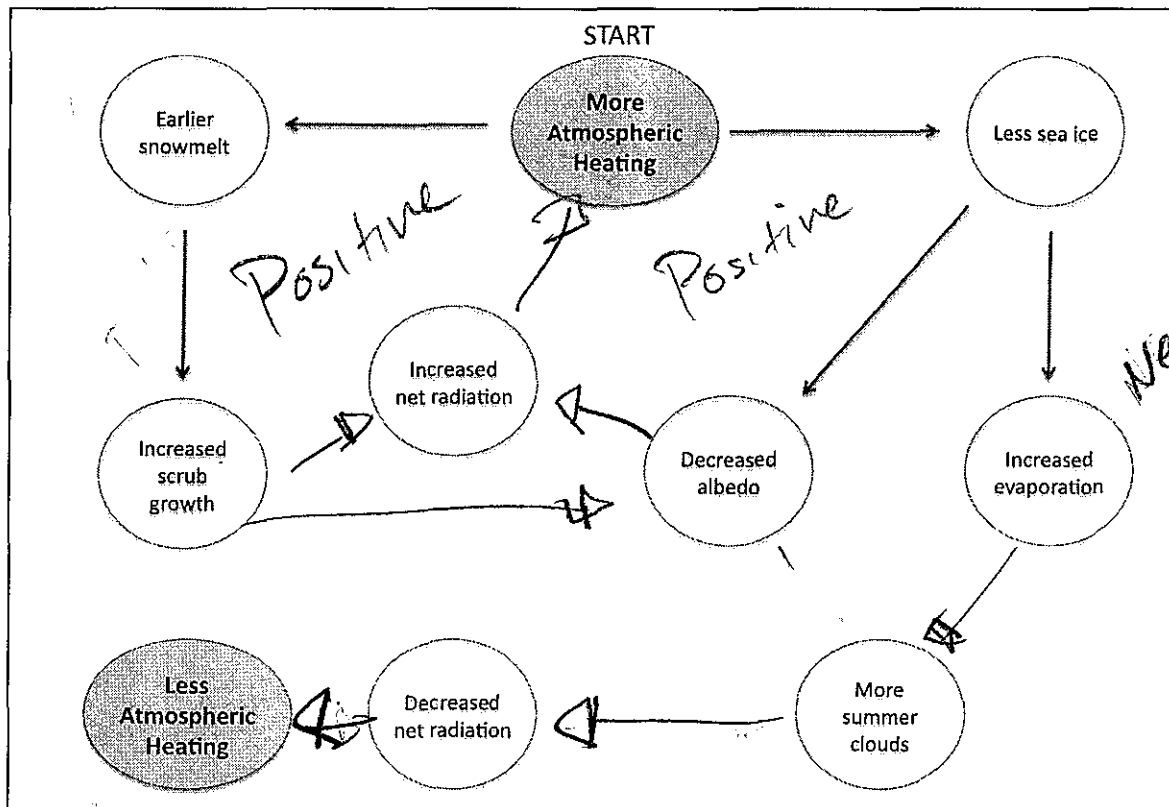 START
More
Atmospheric
Heating
Earlier
snowmelt
Less sea ice
Positive
Positive
Ne
Increased
net radiation
Increased
scrub
growth
Decreased
albedo
Increased
evaporation
Less
Atmospheric
Heating
Decreased
net radiation
More
summer
clouds